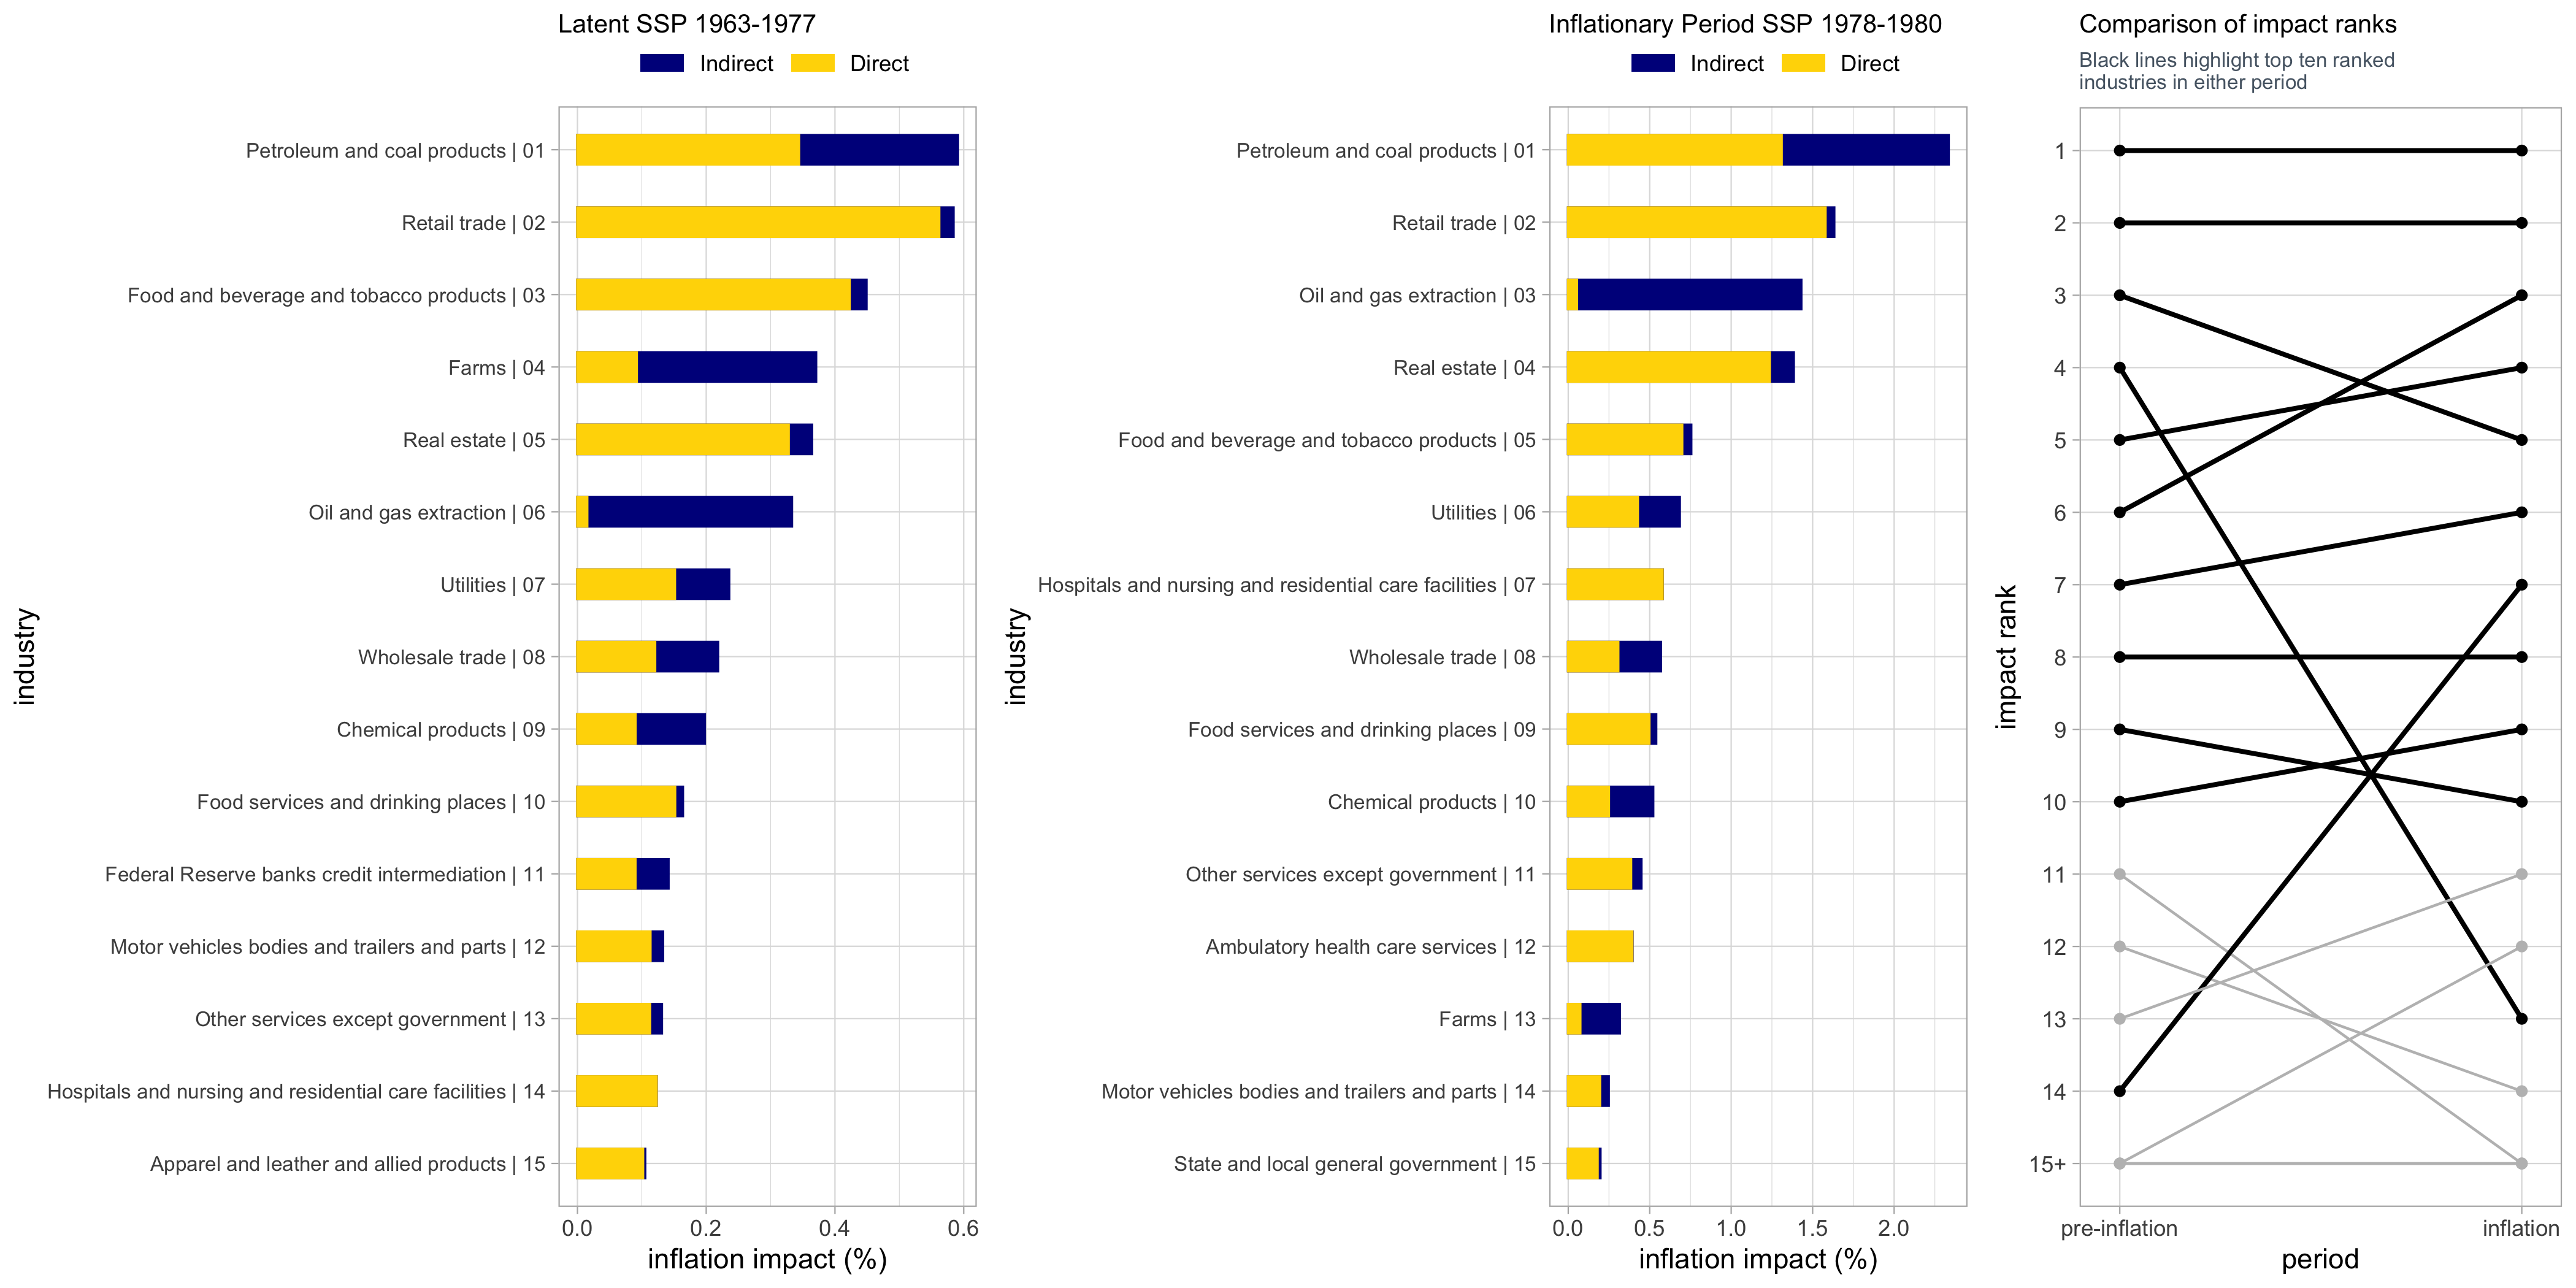 Latent SSP 1963-1977
Indirect
Direct
Petroleum and coal products | 01
Retail trade | 02
Food and beverage and tobacco products | 03
Farms | 04
Real estate | 05
Oil and gas extraction | 06
Utilities | 07
Wholesale trade | 08
Chemical products | 09
Food services and drinking places | 10
Federal Reserve banks credit intermediation | 11
Motor vehicles bodies and trailers and parts | 12
Other services except government | 13
Hospitals and nursing and residential care facilities | 14
Apparel and leather and allied products | 15
industry
0.0 0.2 0.4 0.6
inflation impact (%)
Inflationary Period SSP 1978-1980
Indirect
Direct
Petroleum and coal products | 01
Retail trade | 02
Oil and gas extraction | 03
Real estate | 04
Food and beverage and tobacco products | 05
Utilities | 06
Hospitals and nursing and residential care facilities | 07
Wholesale trade | 08
Food services and drinking places | 09
Chemical products | 10
Other services except government | 11
Ambulatory health care services | 12
Farms | 13
Motor vehicles bodies and trailers and parts | 14
State and local general government | 15
industry
0.0 0.5 1.0 1.5 2.0
inflation impact (%)
Comparison of impact ranks
Black lines highlight top ten ranked
industries in either period
1
2
3
4
5
6
7
8
9
10
11
12
13
14
15+
impact rank
pre-inflation inflation
period